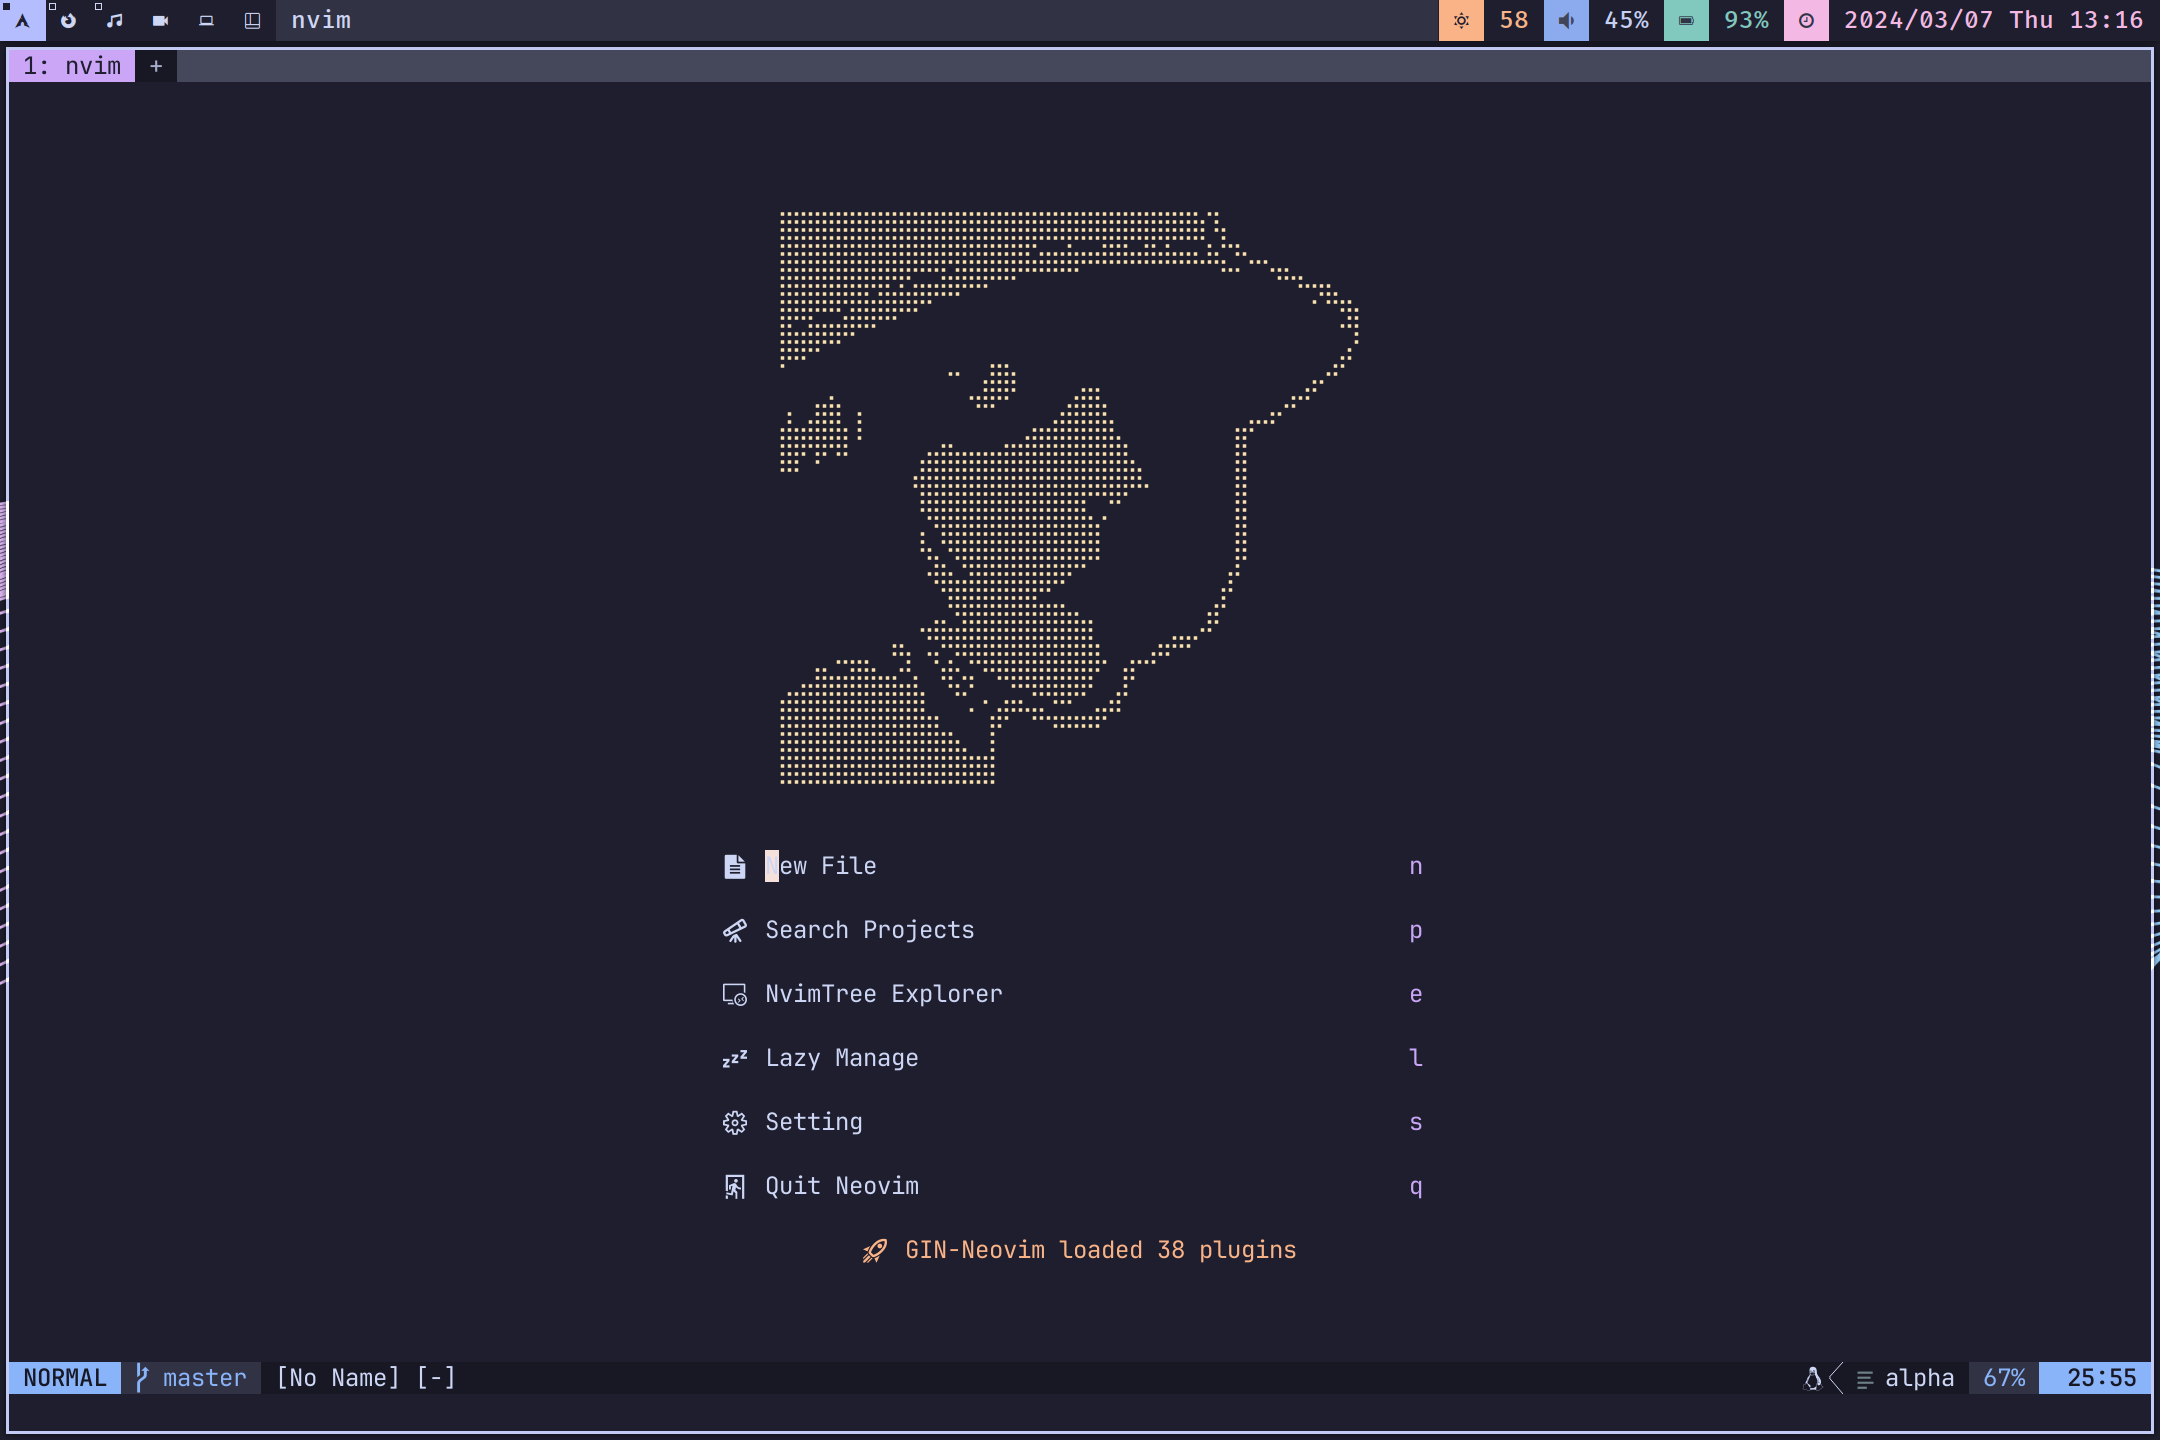 nvim 58 45% 93% 2024/03/07 Thu 13:16
1: nvim +
New File n
Search Projects p
NvimTree Explorer e
Lazy Manage l
Setting s
Quit Neovim q
GIN-Neovim loaded 38 plugins
NORMAL master [No Name] [-] alpha 67% 25:55